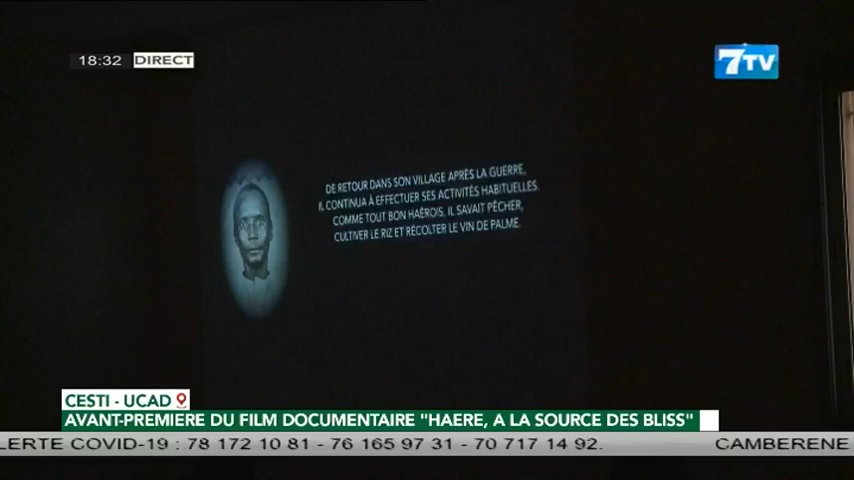 18:32 DIRECT
7TV
DE RETOUR DANS SON VILLAGE APRÈS LA GUERRE,
IL CONTINUA À EFFECTUER SES ACTIVITÉS HABITUELLES.
COMME TOUT BON HAÈROIS, IL SAVAIT PÊCHER,
CULTIVER LE RIZ ET RÉCOLTER LE VIN DE PALME.
CESTI - UCAD
AVANT-PREMIERE DU FILM DOCUMENTAIRE "HAERE, A LA SOURCE DES BLISS"
LERTE COVID-19 : 78 172 10 81 - 76 165 97 31 - 70 717 14 92. CAMBERENE